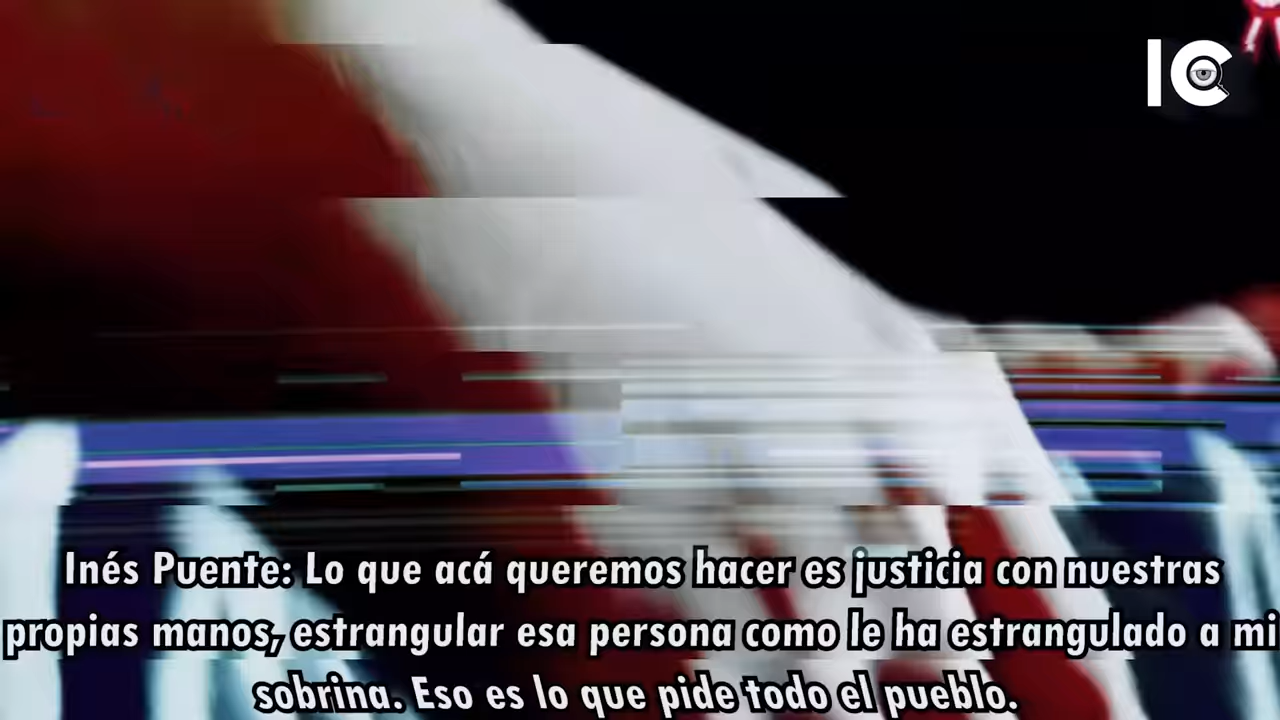 IC
Inés Puente: Lo que acá queremos hacer es justicia con nuestras
propias manos, estrangular esa persona como le ha estrangulado a mi
sobrina. Eso es lo que pide todo el pueblo.